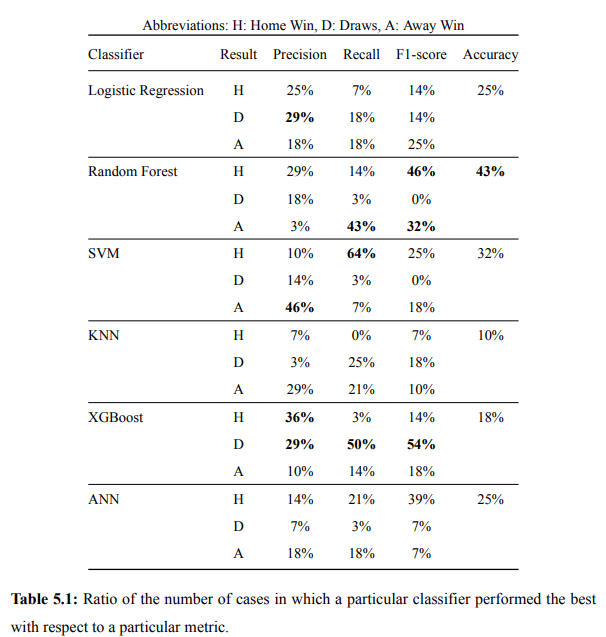 Abbreviations: H: Home Win, D: Draws, A: Away Win
Classifier Result Precision Recall F1-score Accuracy
Logistic Regression H 25% 7% 14% 25%
D 29% 18% 14%
A 18% 18% 25%
Random Forest H 29% 14% 46% 43%
D 18% 3% 0%
A 3% 43% 32%
SVM H 10% 64% 25% 32%
D 14% 3% 0%
A 46% 7% 18%
KNN H 7% 0% 7% 10%
D 3% 25% 18%
A 29% 21% 10%
XGBoost H 36% 3% 14% 18%
D 29% 50% 54%
A 10% 14% 18%
ANN H 14% 21% 39% 25%
D 7% 3% 7%
A 18% 18% 7%
Table 5.1: Ratio of the number of cases in which a particular classifier performed the best
with respect to a particular metric.